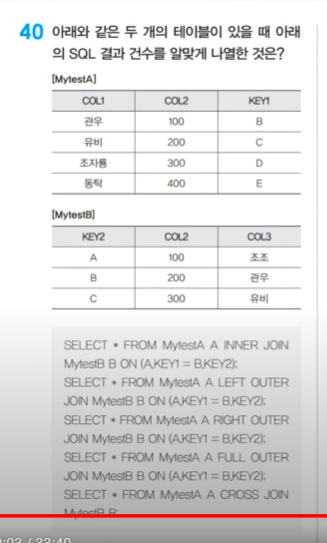 40 아래와 같은 두 개의 테이블이 있을 때 아래
의 SQL 결과 건수를 알맞게 나열한 것은?
[MytestA]
COL1 COL2 KEY1
관우 100 B
유비 200 C
조자룡 300 D
동탁 400 E
[MytestB]
KEY2 COL2 COL3
A 100 조조
B 200 관우
C 300 유비
SELECT * FROM MytestA A INNER JOIN
MytestB B ON (A.KEY1 = B.KEY2);
SELECT * FROM MytestA A LEFT OUTER
JOIN MytestB B ON (A.KEY1 = B.KEY2);
SELECT * FROM MytestA A RIGHT OUTER
JOIN MytestB B ON (A.KEY1 = B.KEY2);
SELECT * FROM MytestA A FULL OUTER
JOIN MytestB B ON (A.KEY1 = B.KEY2);
SELECT * FROM MytestA A CROSS JOIN
MytestB B;
0:03 / 33:40